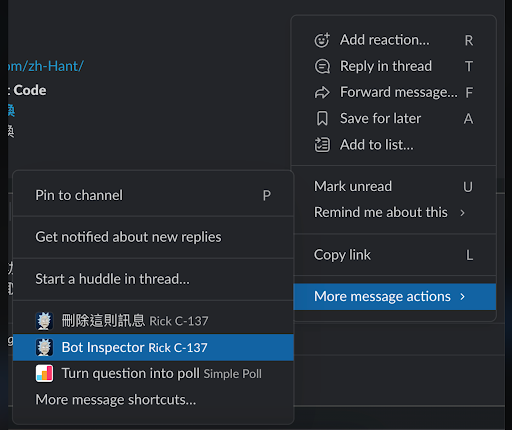 om/zh-Hant/
: Code
換
換
Add reaction... R
Reply in thread T
Forward message... F
Save for later A
Add to list...
Mark unread U
Remind me about this
Copy link L
More message actions
Pin to channel P
Get notified about new replies
Start a huddle in thread...
刪除這則訊息 Rick C-137
Bot Inspector Rick C-137
Turn question into poll Simple Poll
More message shortcuts...